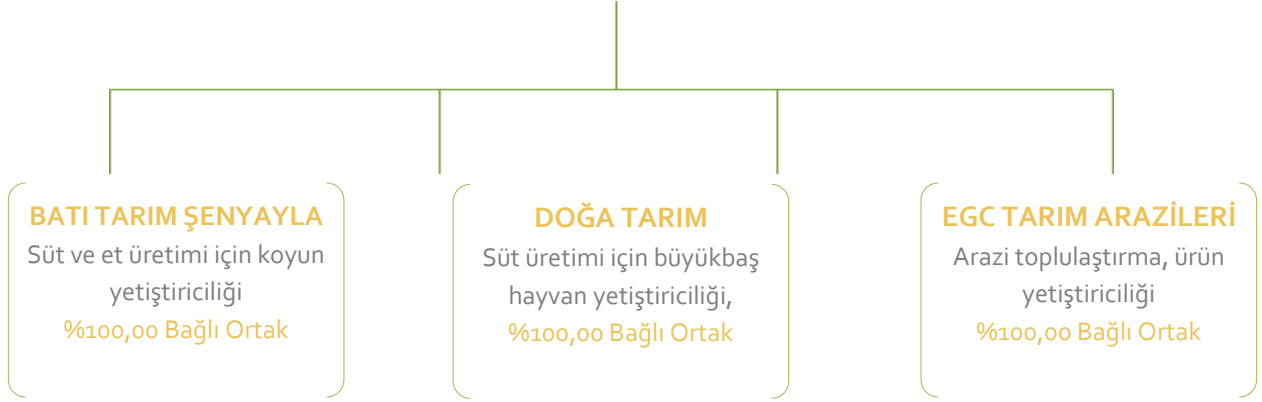 BATI TARIM ŞENYAYLA
Süt ve et üretimi için koyun
yetiştiriciliği
%100,00 Bağlı Ortak
DOĞA TARIM
Süt üretimi için büyükbaş
hayvan yetiştiriciliği,
%100,00 Bağlı Ortak
EGC TARIM ARAZİLERİ
Arazi toplulaştırma, ürün
yetiştiriciliği
%100,00 Bağlı Ortak